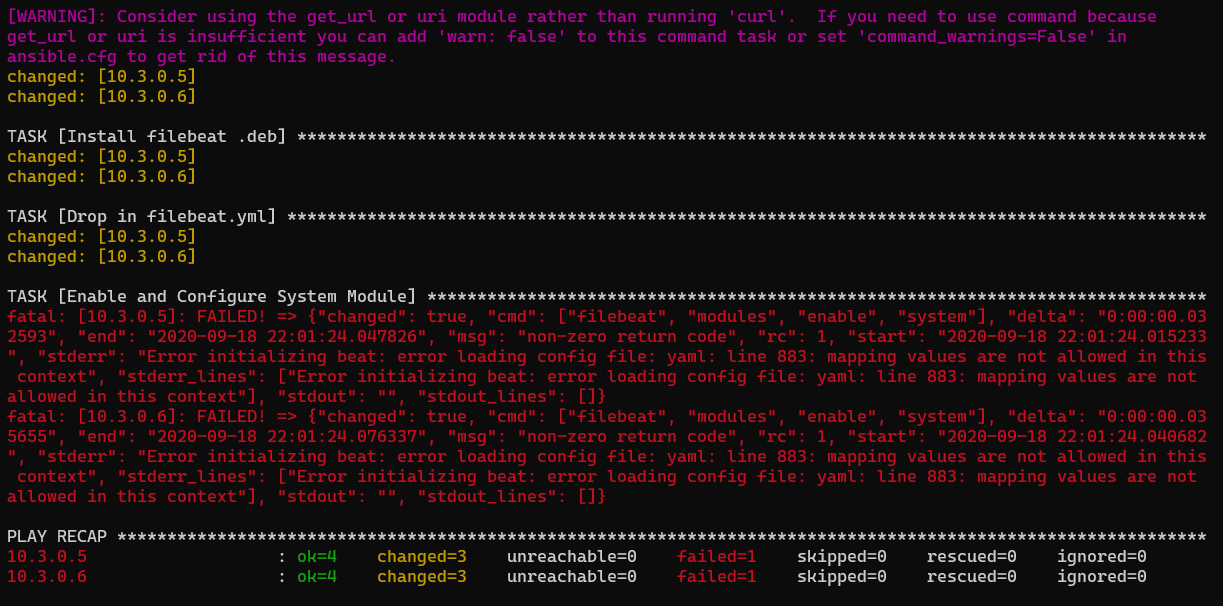 [WARNING]: Consider using the get_url or uri module rather than running 'curl'.  If you need to use command because
get_url or uri is insufficient you can add 'warn: false' to this command task or set 'command_warnings=False' in
ansible.cfg to get rid of this message.
changed: [10.3.0.5]
changed: [10.3.0.6]
TASK [Install filebeat .deb] *******************************************************************************************
changed: [10.3.0.5]
changed: [10.3.0.6]
TASK [Drop in filebeat.yml] ********************************************************************************************
changed: [10.3.0.5]
changed: [10.3.0.6]
TASK [Enable and Configure System Module] ******************************************************************************
fatal: [10.3.0.5]: FAILED! => {"changed": true, "cmd": ["filebeat", "modules", "enable", "system"], "delta": "0:00:00.03
2593", "end": "2020-09-18 22:01:24.047826", "msg": "non-zero return code", "rc": 1, "start": "2020-09-18 22:01:24.015233
", "stderr": "Error initializing beat: error loading config file: yaml: line 883: mapping values are not allowed in this
 context", "stderr_lines": ["Error initializing beat: error loading config file: yaml: line 883: mapping values are not
allowed in this context"], "stdout": "", "stdout_lines": []}
fatal: [10.3.0.6]: FAILED! => {"changed": true, "cmd": ["filebeat", "modules", "enable", "system"], "delta": "0:00:00.03
5655", "end": "2020-09-18 22:01:24.076337", "msg": "non-zero return code", "rc": 1, "start": "2020-09-18 22:01:24.040682
", "stderr": "Error initializing beat: error loading config file: yaml: line 883: mapping values are not allowed in this
 context", "stderr_lines": ["Error initializing beat: error loading config file: yaml: line 883: mapping values are not
allowed in this context"], "stdout": "", "stdout_lines": []}
PLAY RECAP *************************************************************************************************************
10.3.0.5                   : ok=4    changed=3    unreachable=0    failed=1    skipped=0    rescued=0    ignored=0
10.3.0.6                   : ok=4    changed=3    unreachable=0    failed=1    skipped=0    rescued=0    ignored=0